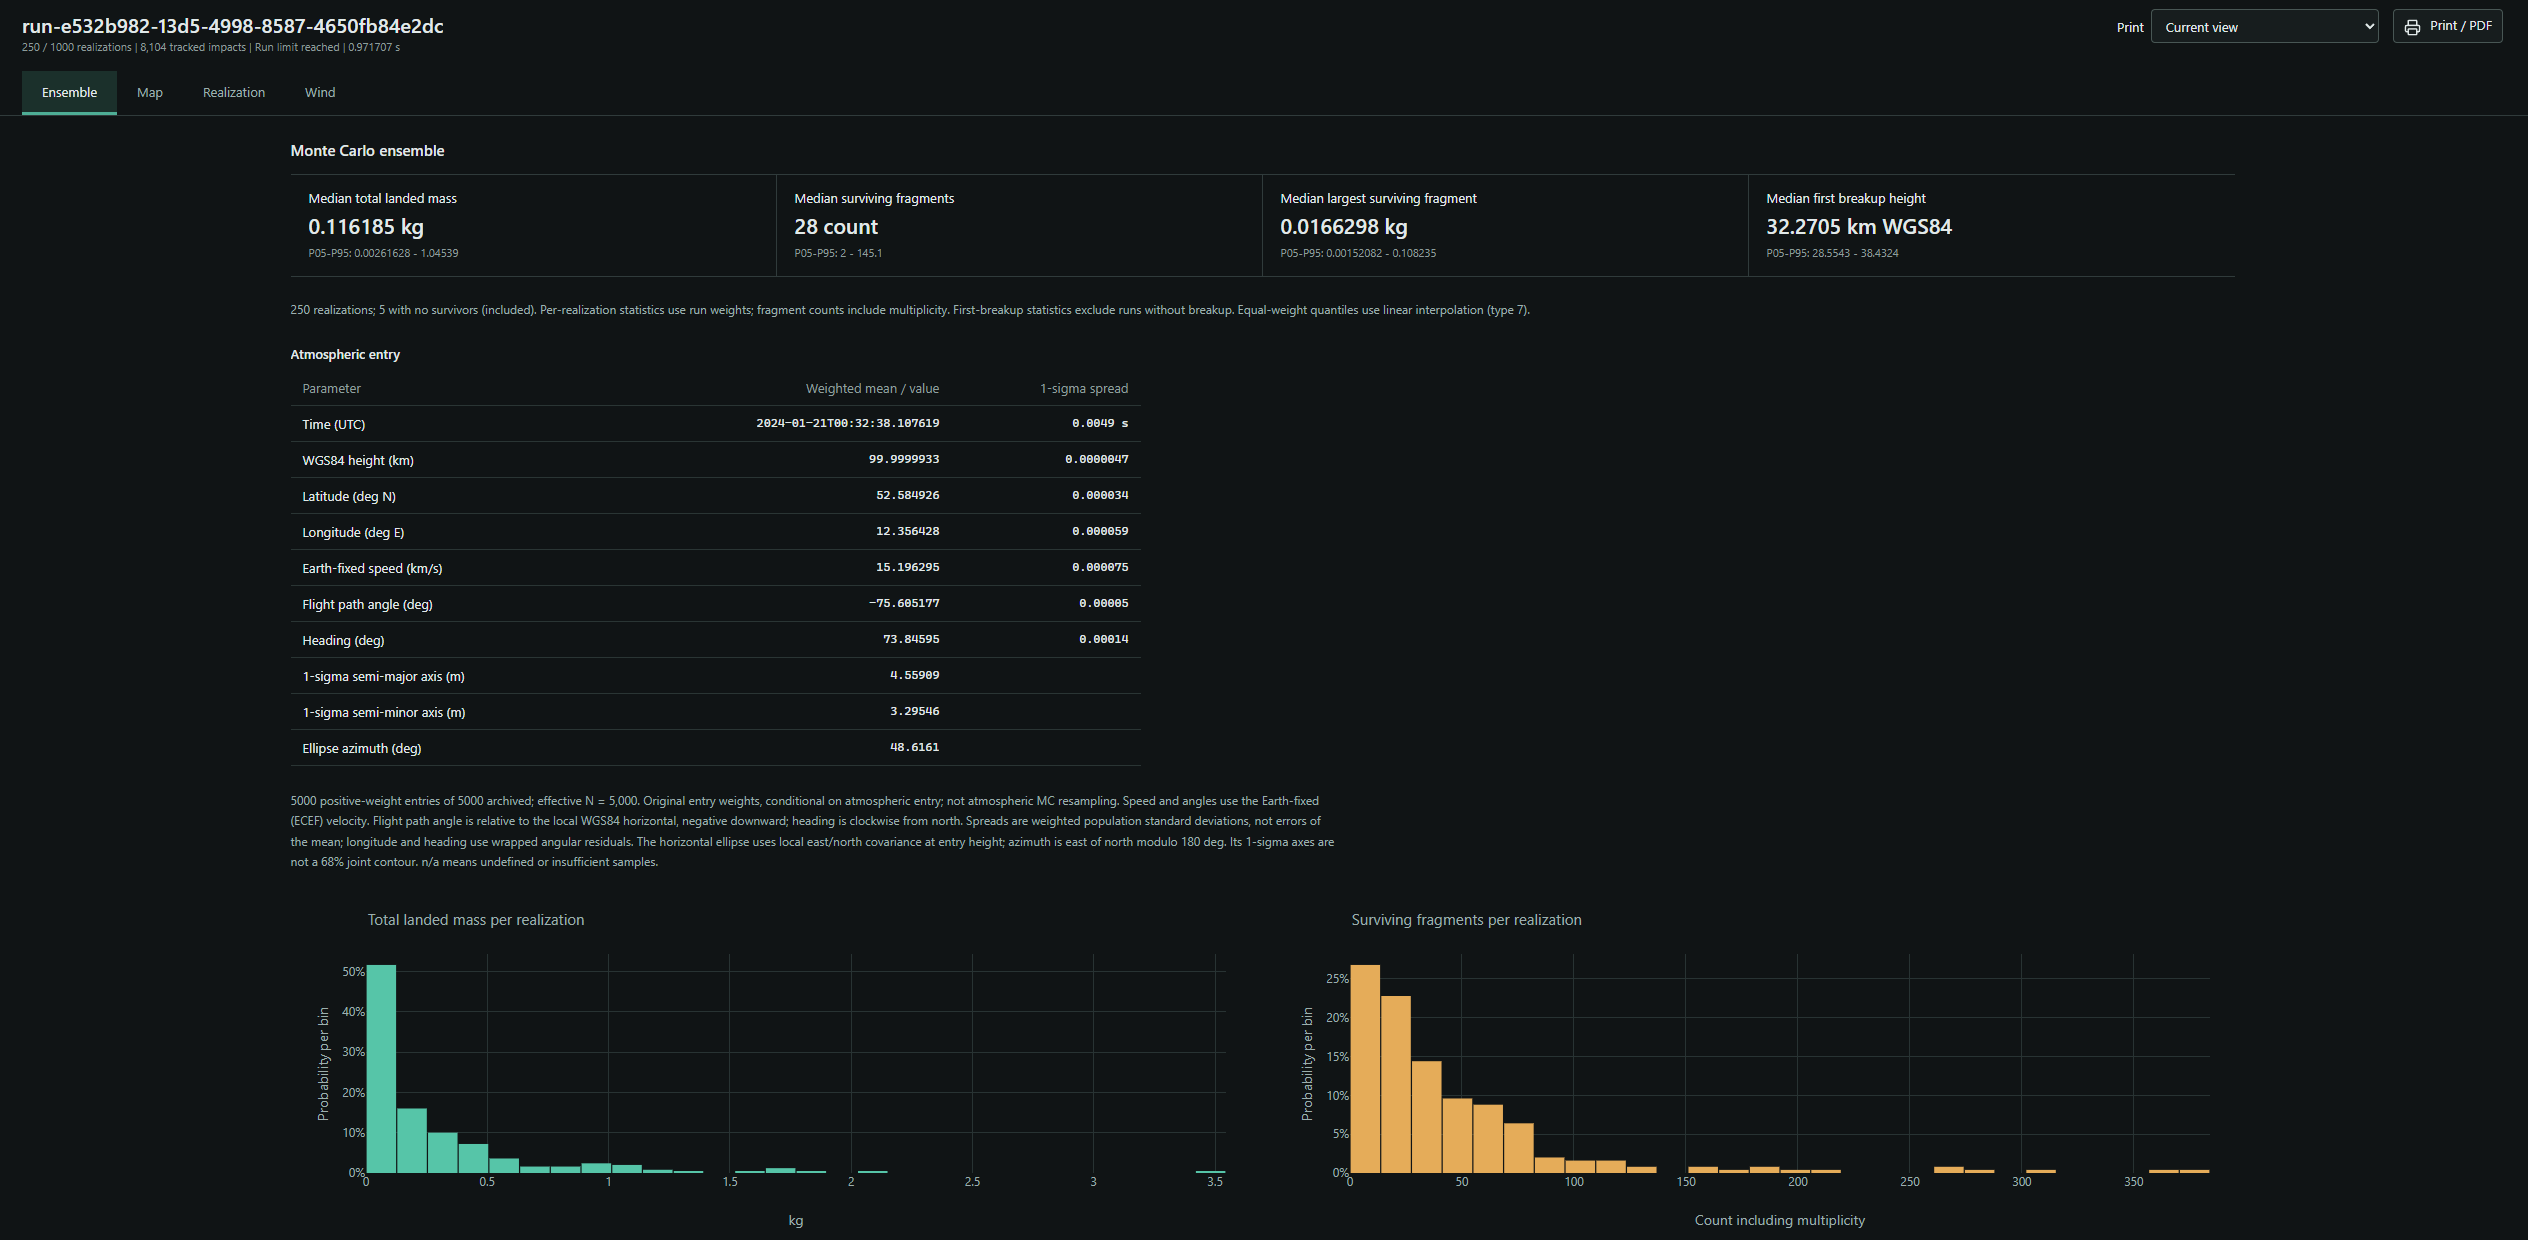 run-e532b982-13d5-4998-8587-4650fb84e2dc
250 / 1000 realizations | 8,104 tracked impacts | Run limit reached | 0.971707 s
Print
Current view
Print / PDF
Ensemble
Map
Realization
Wind
Monte Carlo ensemble
Median total landed mass
0.116185 kg
P05-P95: 0.00261628 - 1.04539
Median surviving fragments
28 count
P05-P95: 2 - 145.1
Median largest surviving fragment
0.0166298 kg
P05-P95: 0.00152082 - 0.108235
Median first breakup height
32.2705 km WGS84
P05-P95: 28.5543 - 38.4324
250 realizations; 5 with no survivors (included). Per-realization statistics use run weights; fragment counts include multiplicity. First-breakup statistics exclude runs without breakup. Equal-weight quantiles use linear interpolation (type 7).
Atmospheric entry
Parameter Weighted mean / value 1-sigma spread
Time (UTC) 2024-01-21T00:32:38.107619 0.0049 s
WGS84 height (km) 99.9999933 0.0000047
Latitude (deg N) 52.584926 0.000034
Longitude (deg E) 12.356428 0.000059
Earth-fixed speed (km/s) 15.196295 0.000075
Flight path angle (deg) -75.605177 0.00005
Heading (deg) 73.84595 0.00014
1-sigma semi-major axis (m) 4.55909
1-sigma semi-minor axis (m) 3.29546
Ellipse azimuth (deg) 48.6161
5000 positive-weight entries of 5000 archived; effective N = 5,000. Original entry weights, conditional on atmospheric entry; not atmospheric MC resampling. Speed and angles use the Earth-fixed
(ECEF) velocity. Flight path angle is relative to the local WGS84 horizontal, negative downward; heading is clockwise from north. Spreads are weighted population standard deviations, not errors of
the mean; longitude and heading use wrapped angular residuals. The horizontal ellipse uses local east/north covariance at entry height; azimuth is east of north modulo 180 deg. Its 1-sigma axes are
not a 68% joint contour. n/a means undefined or insufficient samples.
Total landed mass per realization
Probability per bin
50%
40%
30%
20%
10%
0%
0 0.5 1 1.5 2 2.5 3 3.5
kg
Surviving fragments per realization
Probability per bin
25%
20%
15%
10%
5%
0%
0 50 100 150 200 250 300 350
Count including multiplicity